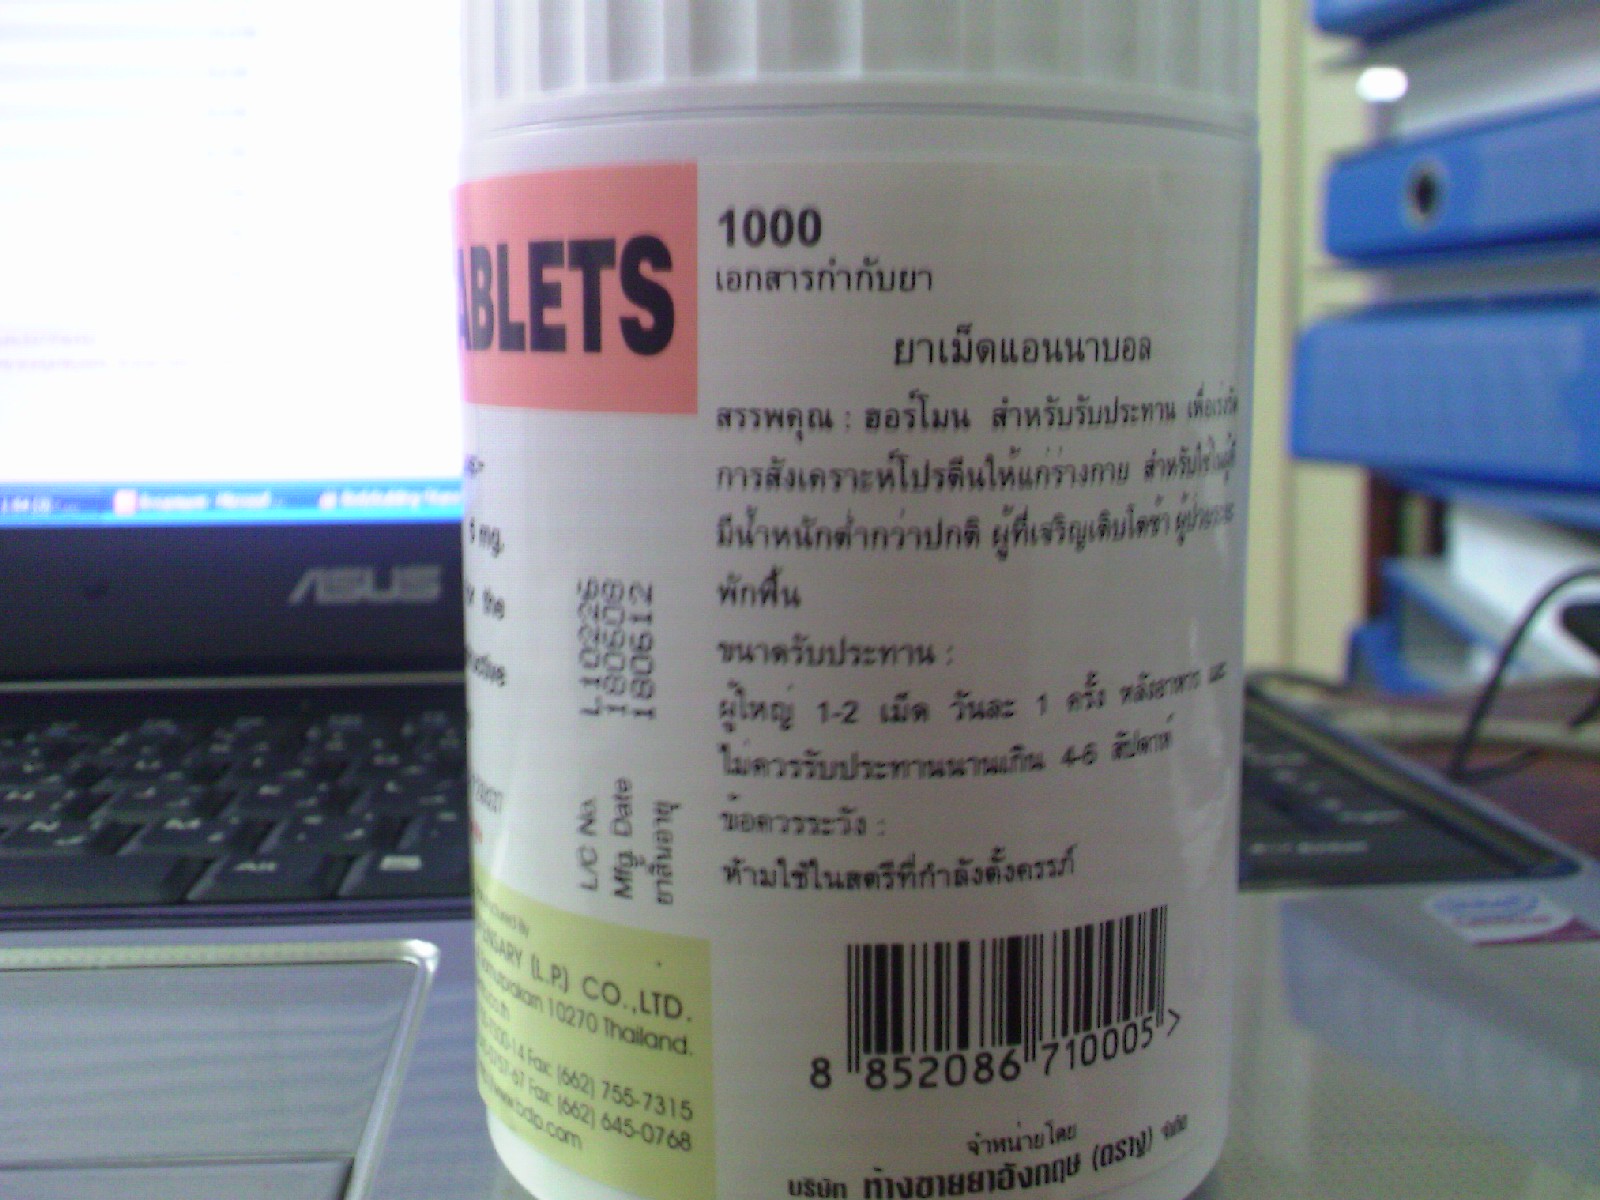 ABLETS
1000
เอกสารกำกับยา
ยาเม็ดแอนนาบอล
สรรพคุณ : ฮอร์โมน สำหรับรับประทาน เพื่อเร่ง
การสังเคราะห์โปรตีนให้แก่ร่างกาย สำหรับใช้ในผู้ที่
มีน้ำหนักต่ำกว่าปกติ ผู้ที่เจริญเติบโตช้า ผู้ป่วย
พักฟื้น
ขนาดรับประทาน :
ผู้ใหญ่ 1-2 เม็ด วันละ 1 ครั้ง หลังอาหาร และ
ไม่ควรรับประทานนานเกิน 4-6 สัปดาห์
ข้อควรระวัง :
ห้ามใช้ในสตรีที่กำลังตั้งครรภ์
8 852086 710005 >
จำหน่ายโดย
บริษัท ห้างขายยาอังกฤษ (ตรางู) จำกัด
5 mg.
the
L/C No. L 10226
Mfg. Date 180608
ยาสิ้นอายุ 180612
(L.P.) CO.,LTD.
10270 Thailand.
Fax: (662) 755-7315
Fax: (662) 645-0768
ASUS